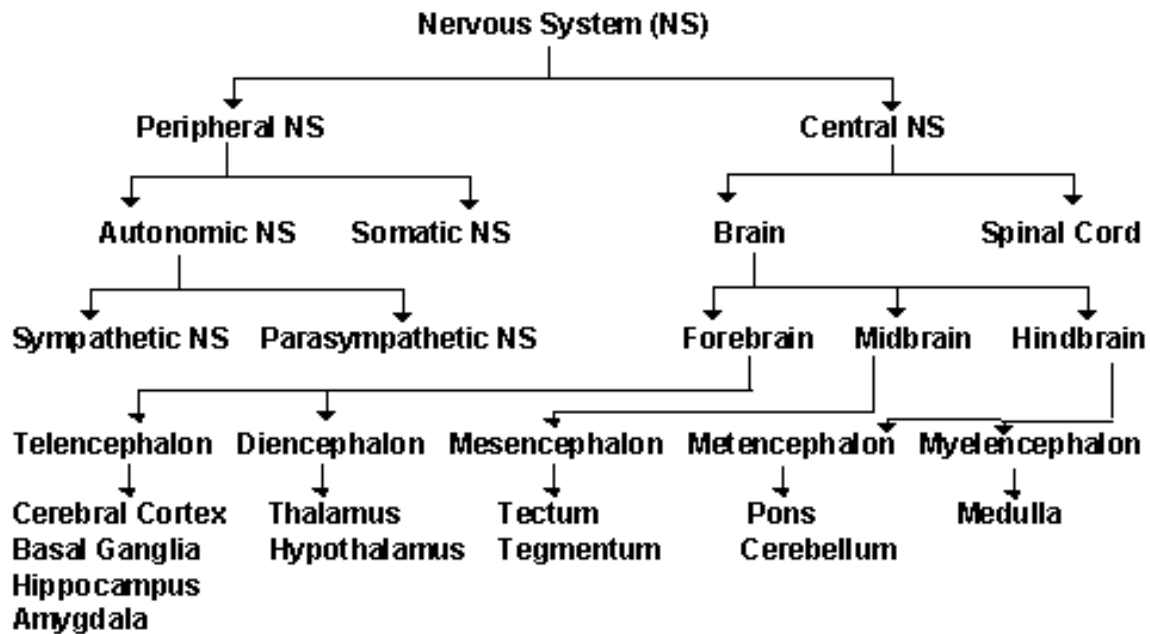 Nervous System (NS)
Peripheral NS
Central NS
Autonomic NS
Somatic NS
Brain
Spinal Cord
Sympathetic NS
Parasympathetic NS
Forebrain
Midbrain
Hindbrain
Telencephalon
Diencephalon
Mesencephalon
Metencephalon
Myelencephalon
Cerebral Cortex
Basal Ganglia
Hippocampus
Amygdala
Thalamus
Hypothalamus
Tectum
Tegmentum
Pons
Cerebellum
Medulla